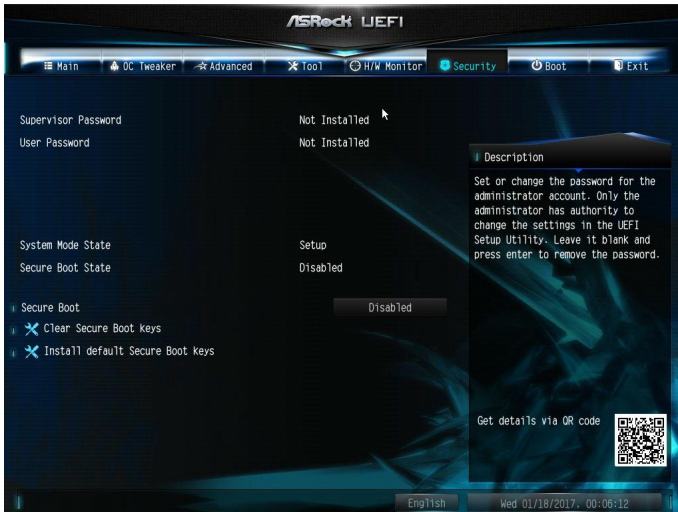 ASRock UEFI
Main OC Tweaker Advanced Tool H/W Monitor Security Boot Exit
Supervisor Password Not Installed
User Password Not Installed
Description
Set or change the password for the
administrator account. Only the
administrator has authority to
change the settings in the UEFI
Setup Utility. Leave it blank and
press enter to remove the password.
System Mode State Setup
Secure Boot State Disabled
Secure Boot Disabled
Clear Secure Boot keys
Install default Secure Boot keys
Get details via QR code
English Wed 01/18/2017, 00:06:12